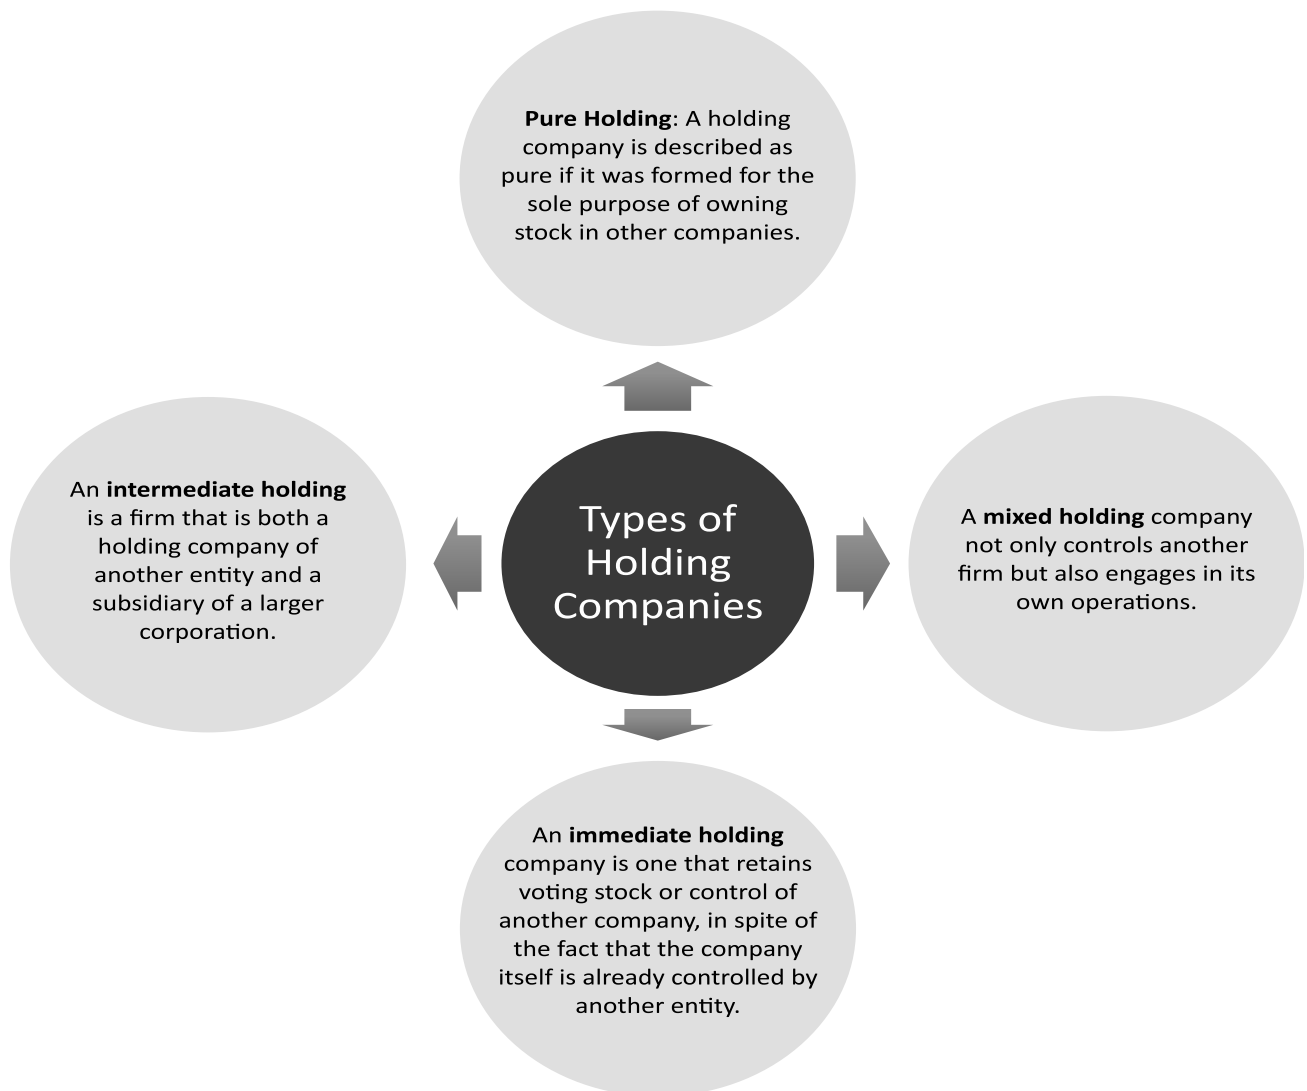 Pure Holding: A holding
company is described as
pure if it was formed for the
sole purpose of owning
stock in other companies.
An intermediate holding
is a firm that is both a
holding company of
another entity and a
subsidiary of a larger
corporation.
Types of
Holding
Companies
A mixed holding company
not only controls another
firm but also engages in its
own operations.
An immediate holding
company is one that retains
voting stock or control of
another company, in spite of
the fact that the company
itself is already controlled by
another entity.